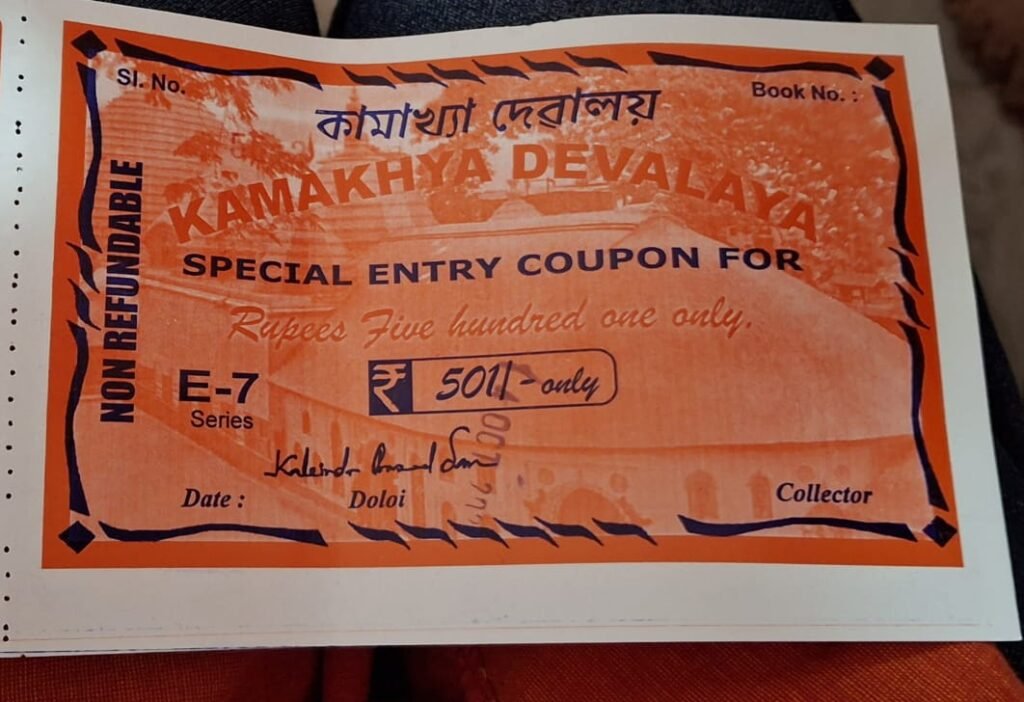 Sl. No.
Book No. :
কামাখ্যা দেৱালয়
KAMAKHYA DEVALAYA
SPECIAL ENTRY COUPON FOR
Rupees Five hundred one only.
NON REFUNDABLE
₹ 501/- only
E-7
Series
Date :
Doloi
Collector